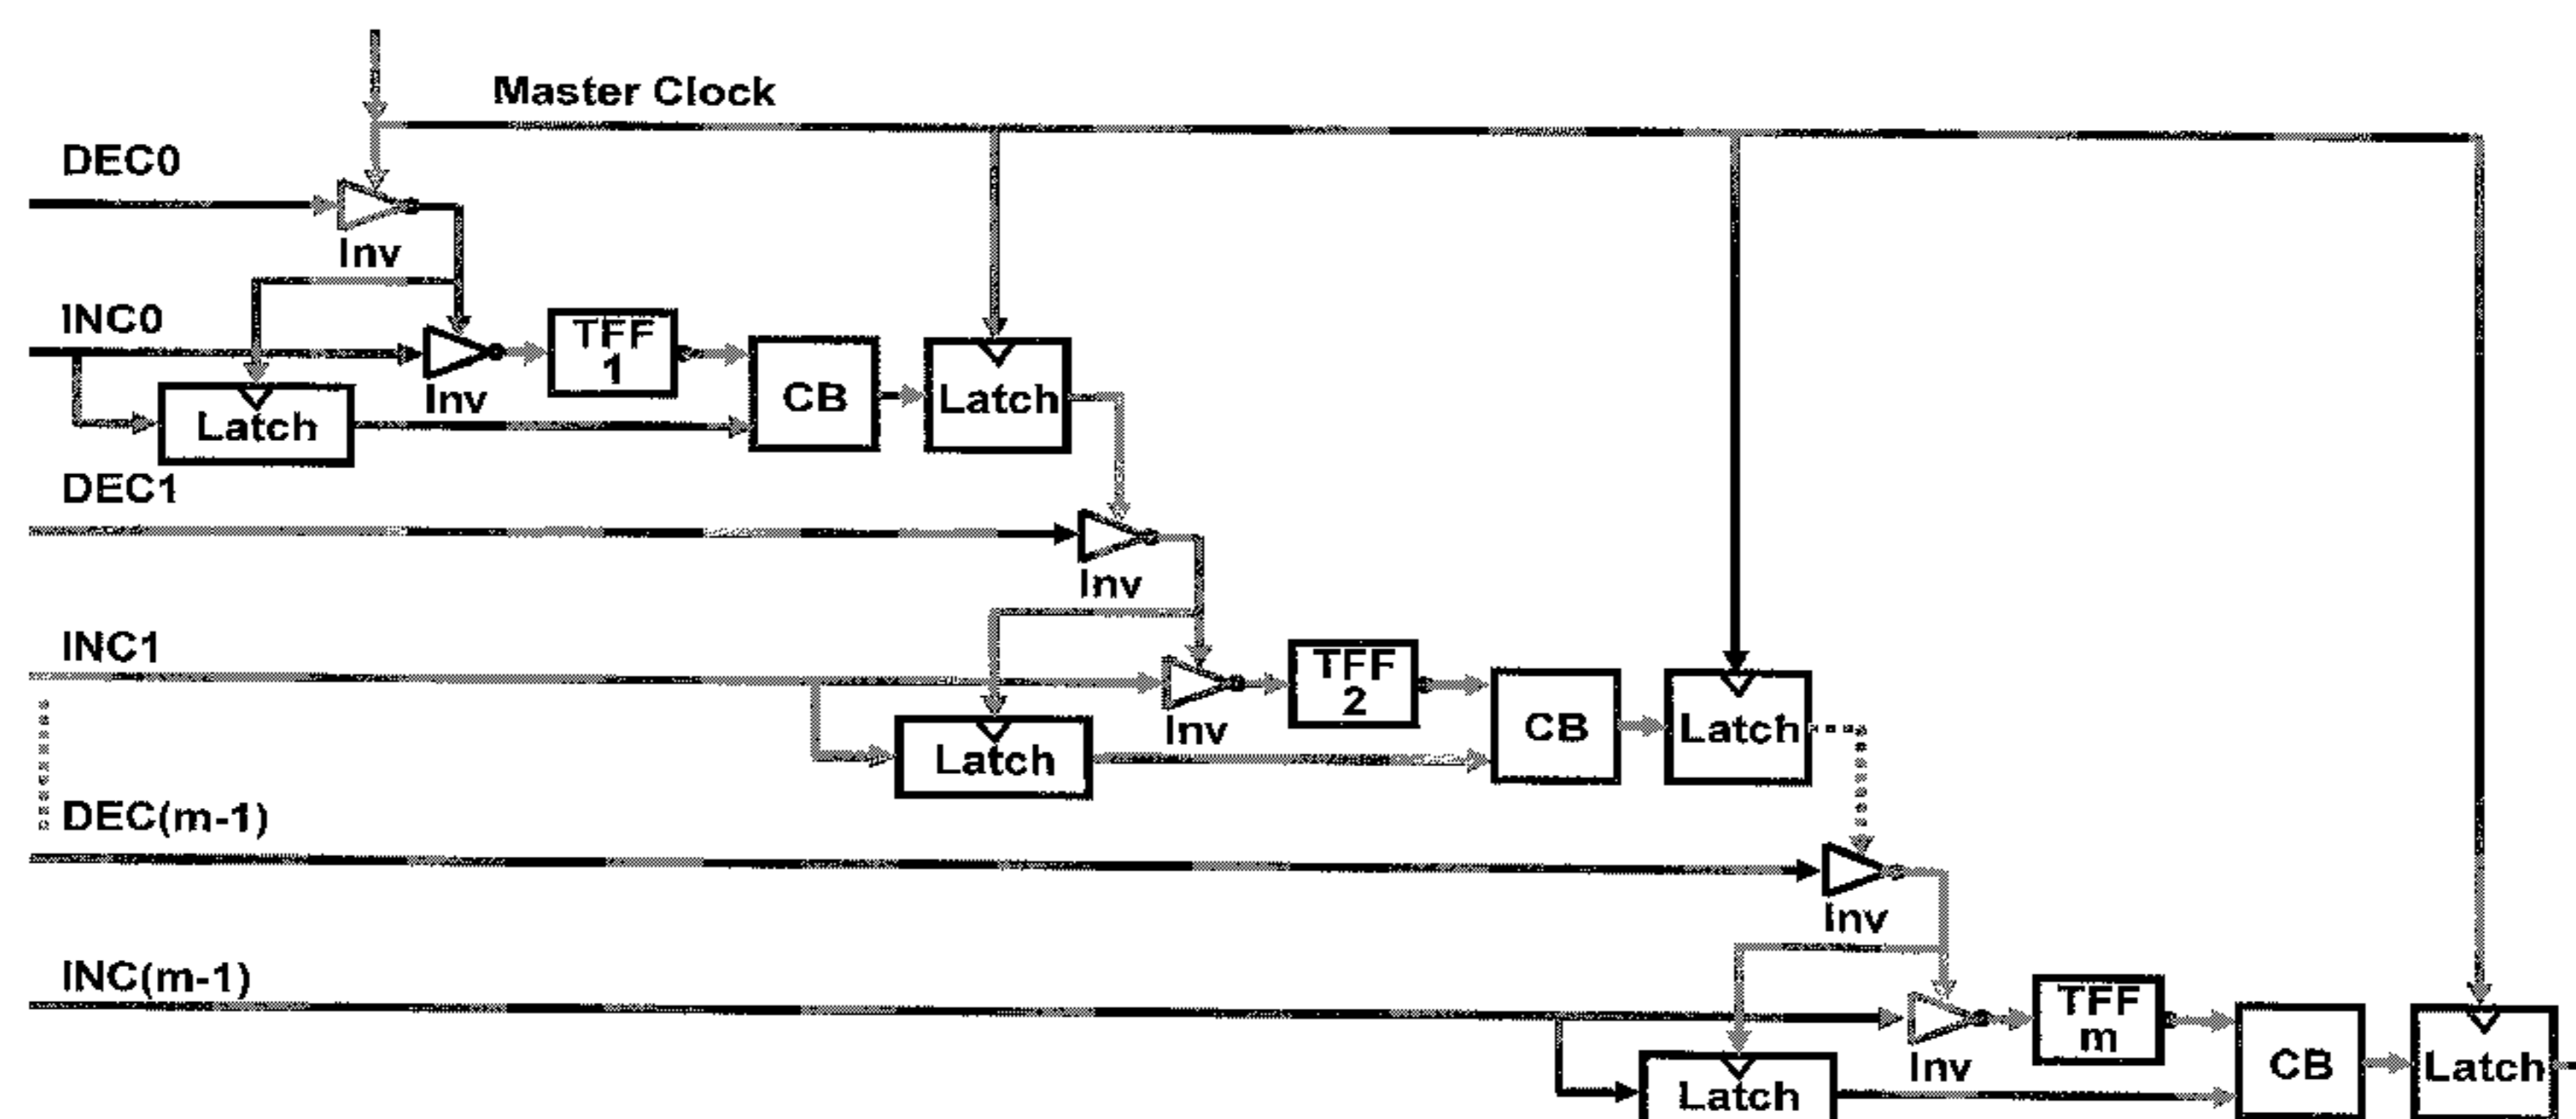 Master Clock
DEC0
Inv
INC0
TFF
1
CB
Latch
Inv
Latch
DEC1
Inv
INC1
TFF
2
CB
Latch
Inv
Latch
DEC(m-1)
Inv
INC(m-1)
TFF
m
CB
Latch
Inv
Latch